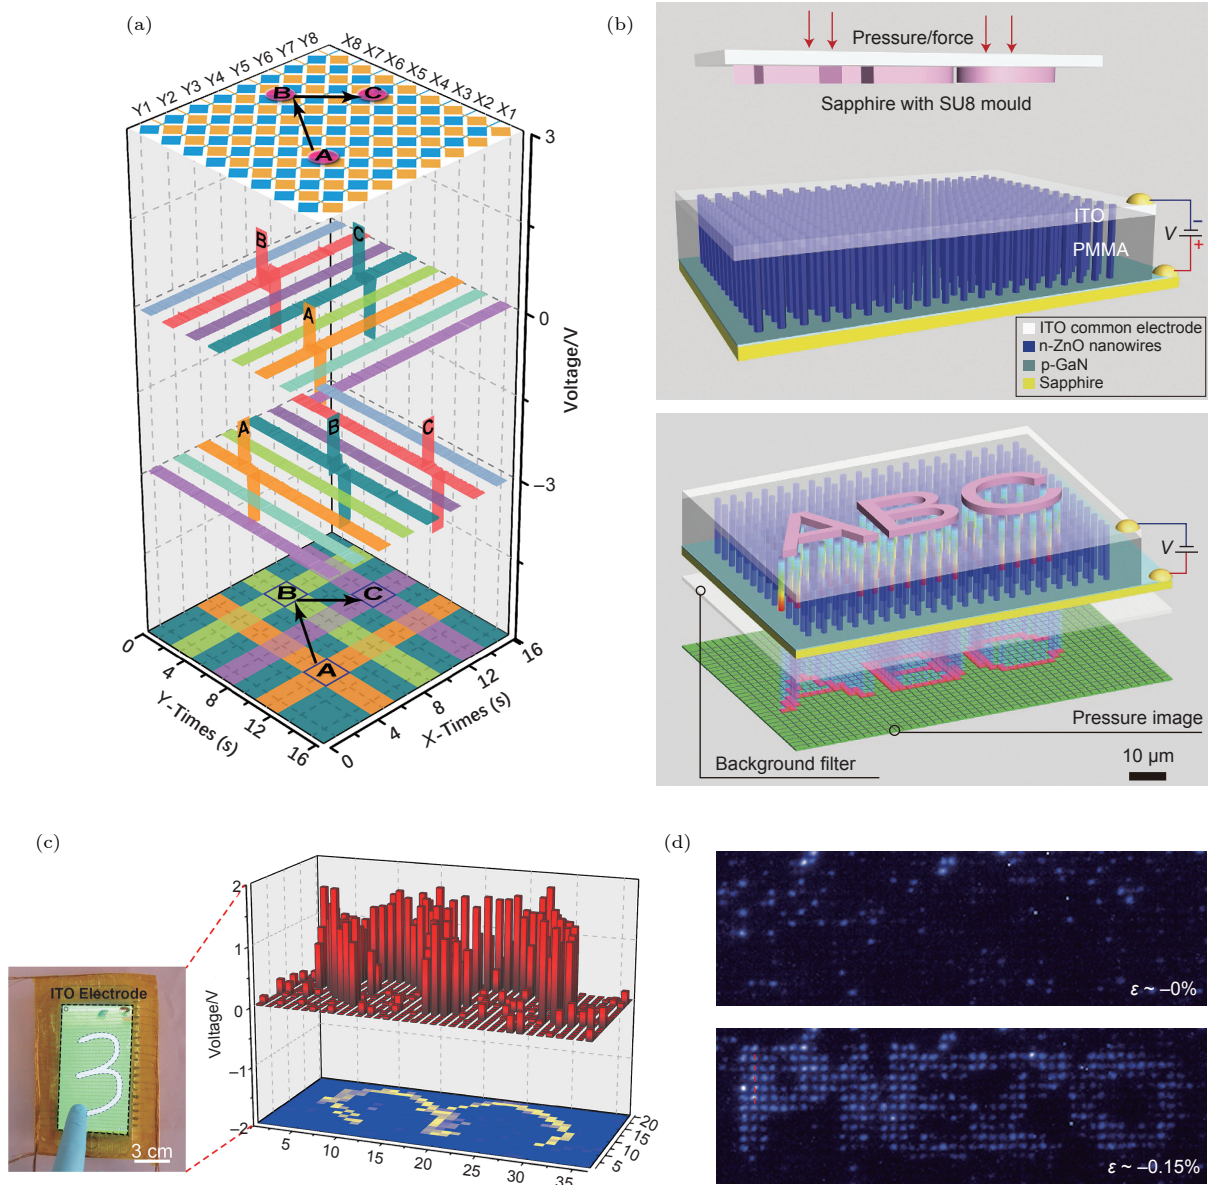 (a)
Y1 Y2 Y3 Y4 Y5 Y6 Y7 Y8
X8 X7 X6 X5 X4 X3 X2 X1
B C
A
3
0
−3
Voltage/V
B C
A
A B C
B C
A
0 4 8 12 16
Y-Times (s)
0 4 8 12 16
X-Times (s)
(b)
Pressure/force
Sapphire with SU8 mould
ITO
PMMA
V
−
+
ITO common electrode
n-ZnO nanowires
p-GaN
Sapphire
ABC
V
ABC
Pressure image
Background filter
10 µm
(c)
ITO Electrode
3
3 cm
2
1
0
−1
−2
Voltage/V
5 10 15 20 25 30 35
5 10 15 20
(d)
ε ~ −0%
ε ~ −0.15%